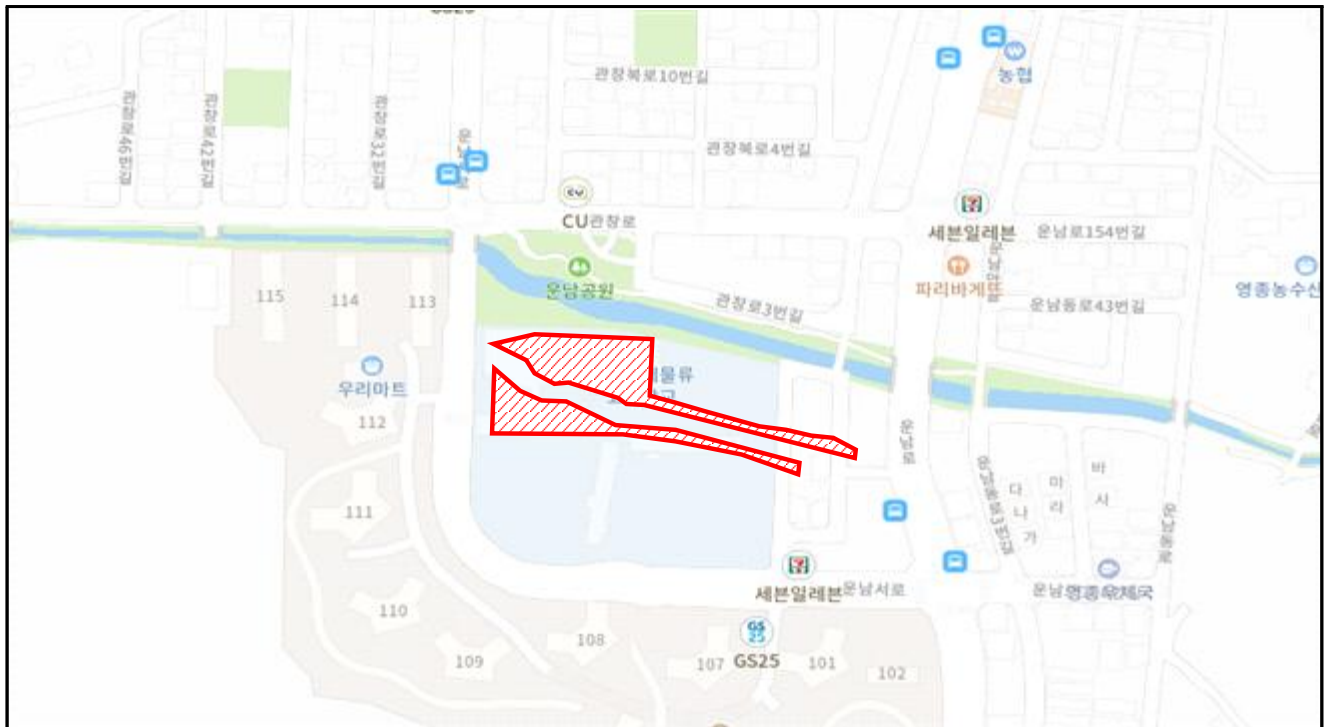 관창북로10번길
농협
관창로46번길
관창로42번길
관창로32번길
관창북로4번길
CU
CU관창로
세븐일레븐
운남로154번길
파리바게뜨
운남공원
영종농수산
115
114
113
관창로3번길
운남동로43번길
우리마트
물류
112
운남로
111
운남동로3번길
다
나
가
마
라
바
사
운남동로
세븐일레븐
운남서로
영종우체국
110
109
108
GS
25
107
GS25
101
102